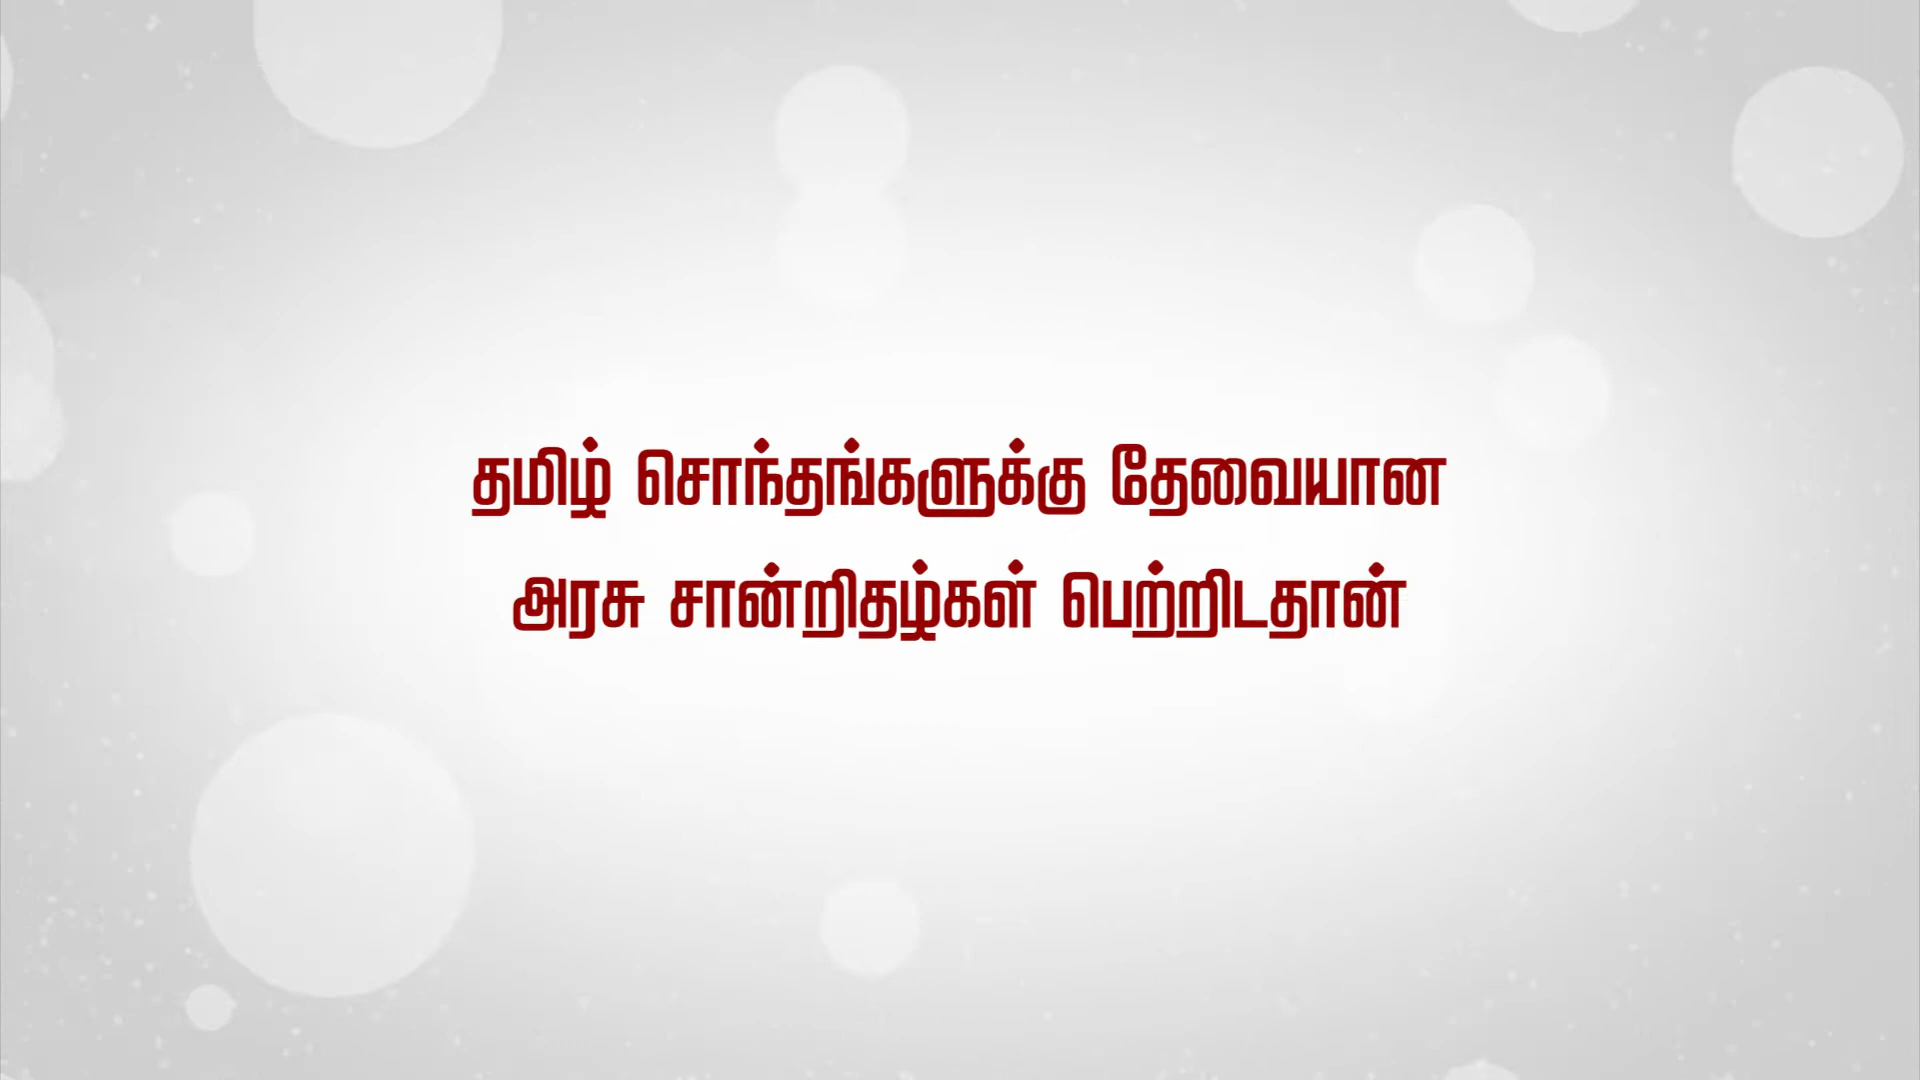 தமிழ் சொந்தங்களுக்கு தேவையான
அரசு சான்றிதழ்கள் பெற்றிடதான்